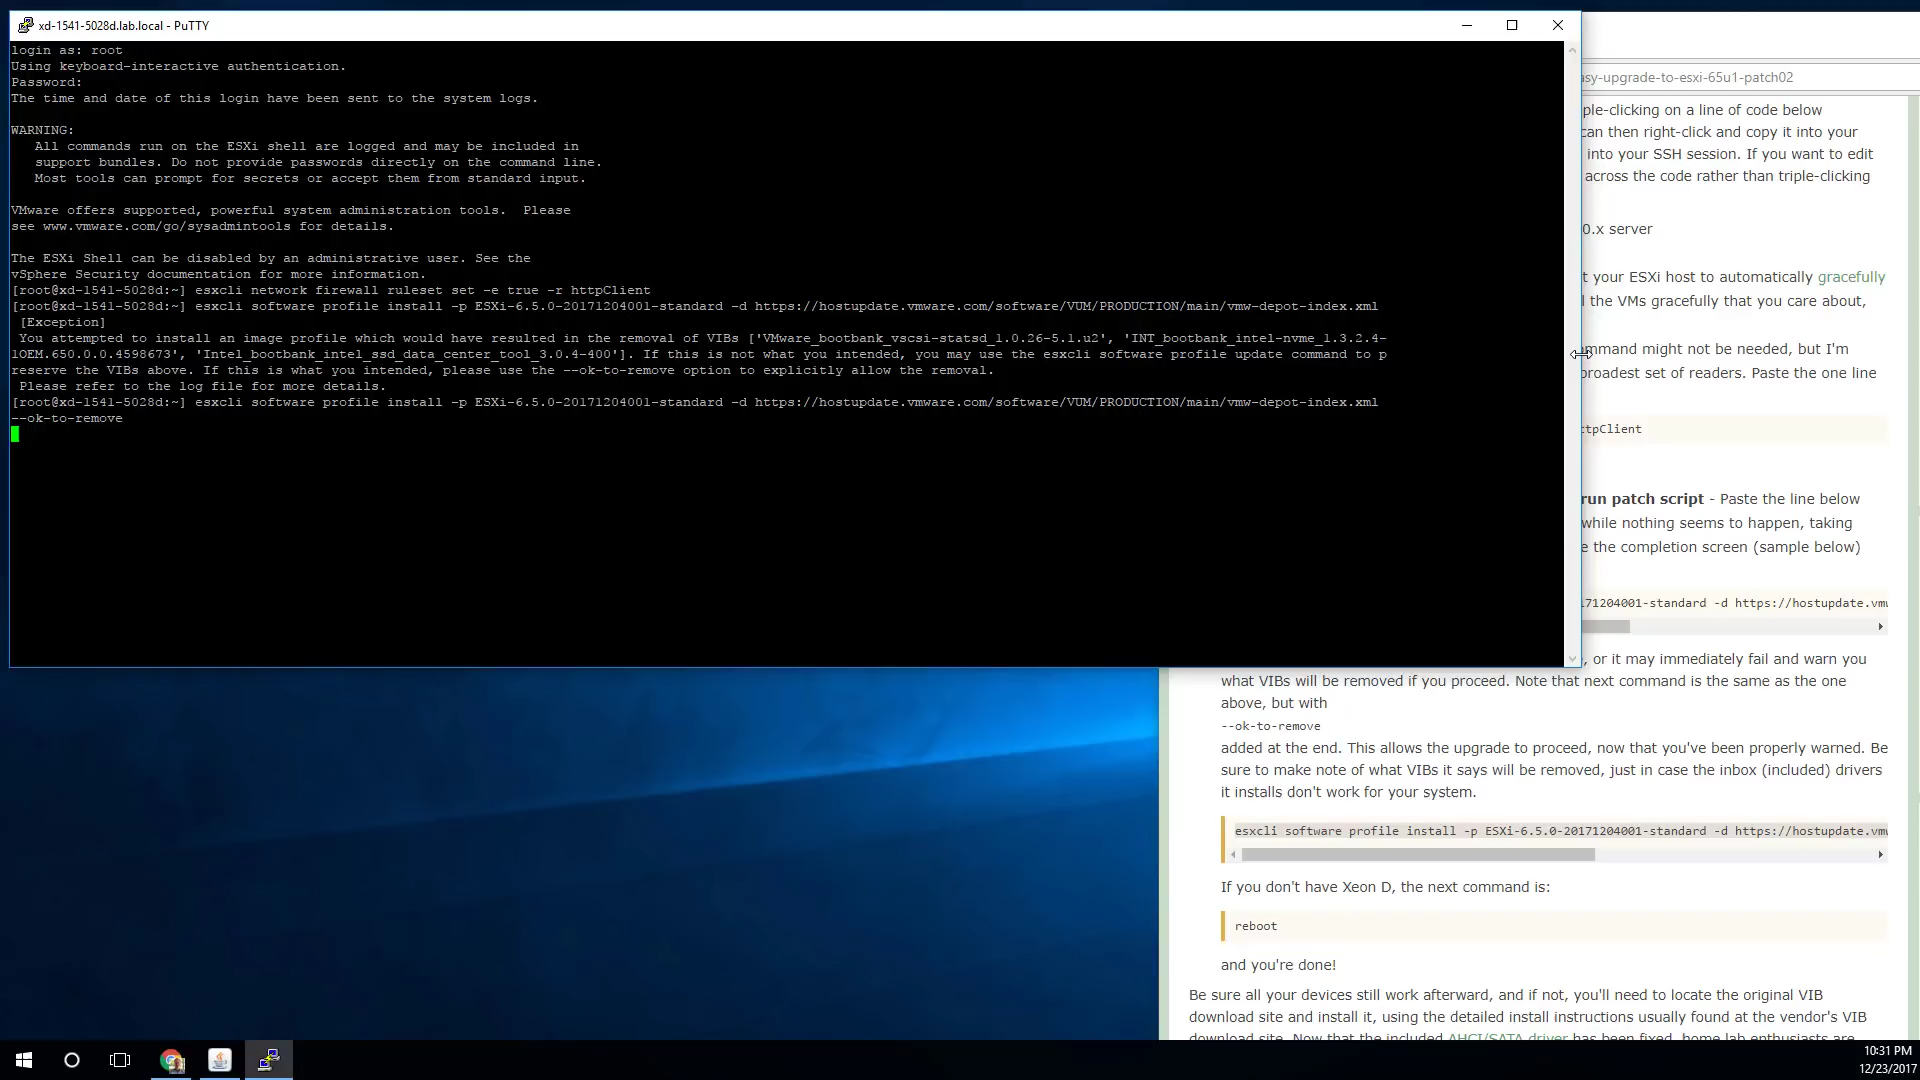 xd-1541-5028d.lab.local - PuTTY
login as: root
Using keyboard-interactive authentication.
Password:
The time and date of this login have been sent to the system logs.
WARNING:
All commands run on the ESXi shell are logged and may be included in
support bundles. Do not provide passwords directly on the command line.
Most tools can prompt for secrets or accept them from standard input.
VMware offers supported, powerful system administration tools.  Please
see www.vmware.com/go/sysadmintools for details.
The ESXi Shell can be disabled by an administrative user. See the
vSphere Security documentation for more information.
[root@xd-1541-5028d:~] esxcli network firewall ruleset set -e true -r httpClient
[root@xd-1541-5028d:~] esxcli software profile install -p ESXi-6.5.0-20171204001-standard -d https://hostupdate.vmware.com/software/VUM/PRODUCTION/main/vmw-depot-index.xml
[Exception]
You attempted to install an image profile which would have resulted in the removal of VIBs ['VMware_bootbank_vscsi-statsd_1.0.26-5.1.u2', 'INT_bootbank_intel-nvme_1.3.2.4-
1OEM.650.0.0.4598673', 'Intel_bootbank_intel_ssd_data_center_tool_3.0.4-400']. If this is not what you intended, you may use the esxcli software profile update command to p
reserve the VIBs above. If this is what you intended, please use the --ok-to-remove option to explicitly allow the removal.
Please refer to the log file for more details.
[root@xd-1541-5028d:~] esxcli software profile install -p ESXi-6.5.0-20171204001-standard -d https://hostupdate.vmware.com/software/VUM/PRODUCTION/main/vmw-depot-index.xml
--ok-to-remove
asy-upgrade-to-esxi-65u1-patch02
ple-clicking on a line of code below
can then right-click and copy it into your
into your SSH session. If you want to edit
across the code rather than triple-clicking
0.x server
t your ESXi host to automatically gracefully
l the VMs gracefully that you care about,
mmand might not be needed, but I'm
broadest set of readers. Paste the one line
ttpClient
run patch script - Paste the line below
while nothing seems to happen, taking
e the completion screen (sample below)
171204001-standard -d https://hostupdate.vmw
, or it may immediately fail and warn you
what VIBs will be removed if you proceed. Note that next command is the same as the one
above, but with
--ok-to-remove
added at the end. This allows the upgrade to proceed, now that you've been properly warned. Be
sure to make note of what VIBs it says will be removed, just in case the inbox (included) drivers
it installs don't work for your system.
esxcli software profile install -p ESXi-6.5.0-20171204001-standard -d https://hostupdate.vmw
If you don't have Xeon D, the next command is:
reboot
and you're done!
Be sure all your devices still work afterward, and if not, you'll need to locate the original VIB
download site and install it, using the detailed install instructions usually found at the vendor's VIB
download site. Now that the included AHCI/SATA driver has been fixed, home lab enthusiasts are
10:31 PM
12/23/2017